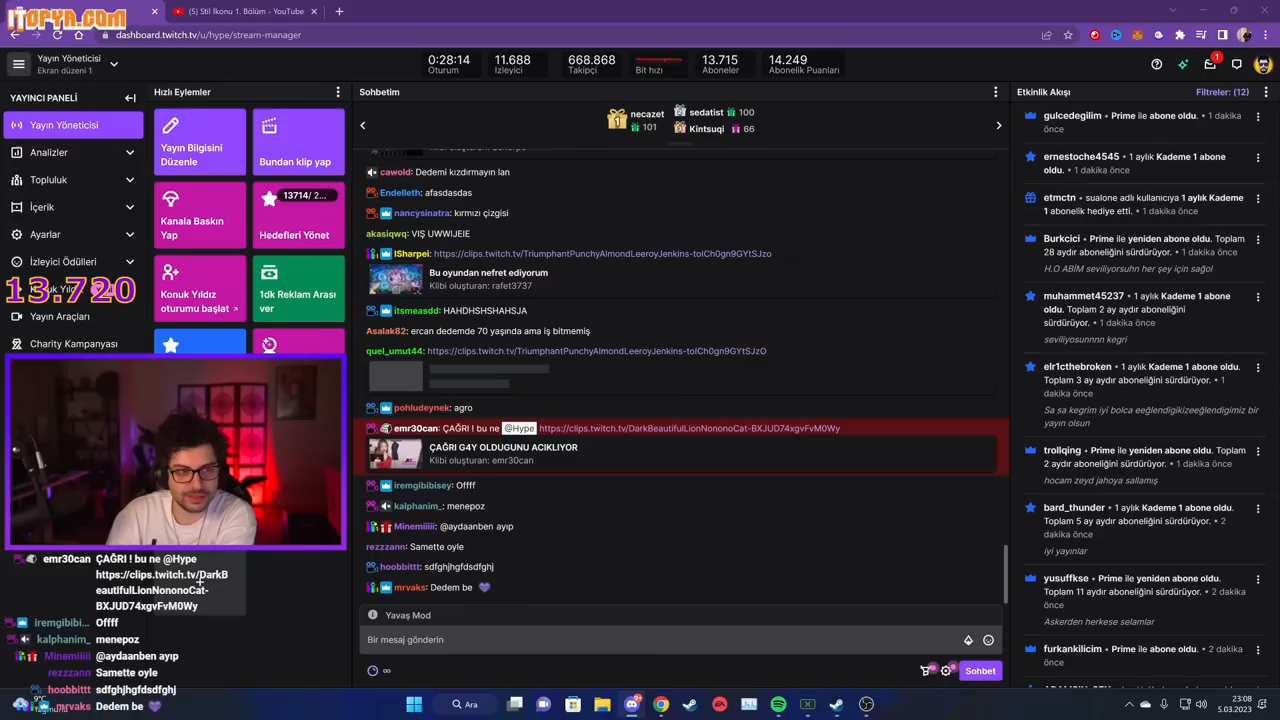 iTOPYA.COM
(5) Stil İkonu 1. Bölüm - YouTube
dashboard.twitch.tv/u/hype/stream-manager
Yayın Yöneticisi
Ekran düzeni 1
0:28:14
Oturum
11.688
İzleyici
668.868
Takipçi
Bit hızı
13.715
Aboneler
14.249
Abonelik Puanları
1
YAYINCI PANELİ
Yayın Yöneticisi
Analizler
Topluluk
İçerik
Ayarlar
İzleyici Ödülleri
13.720
Yayın Araçları
Charity Kampanyası
Hızlı Eylemler
Yayın Bilgisini
Düzenle
Bundan klip yap
Kanala Baskın
Yap
13714/ 2...
Hedefleri Yönet
Konuk Yıldız
oturumu başlat
1dk Reklam Arası
ver
Sohbetim
1
necazet
101
sedatist 100
Kintsuqi 66
cawold: Dedemi kızdırmayın lan
Endelleth: afasdasdas
nancysinatra: kırmızi çizgisi
akasiqwq: VIŞ UWWIJEIE
ISharpei: https://clips.twitch.tv/TriumphantPunchyAlmondLeeroyJenkins-tolCh0gn9GYtSJzO
Bu oyundan nefret ediyorum
Klibi oluşturan: rafet3737
itsmeasdd: HAHDHSHSHAHSJA
Asalak82: ercan dedemde 70 yaşında ama iş bitmemiş
quel_umut44: https://clips.twitch.tv/TriumphantPunchyAlmondLeeroyJenkins-tolCh0gn9GYtSJzO
pohludeynek: agro
emr30can: ÇAĞRI ! bu ne @Hype https://clips.twitch.tv/DarkBeautifulLionNononoCat-BXJUD74xgvFvM0Wy
ÇAĞRI G4Y OLDUGUNU ACIKLIYOR
Klibi oluşturan: emr30can
iremgibibisey: Offff
kalphanim_: menepoz
Minemiiiii: @aydaanben ayıp
rezzzann: Samette oyle
hoobbittt: sdfghjhgfdsdfghj
mrvaks: Dedem be
Yavaş Mod
Bir mesaj gönderin
Sohbet
Etkinlik Akışı
Filtreler: (12)
gulcedegilim • Prime ile abone oldu. • 1 dakika
önce
ernestoche4545 • 1 aylık Kademe 1 abone
oldu. • 1 dakika önce
etmctn • sualone adlı kullanıcıya 1 aylık Kademe
1 abonelik hediye etti. • 1 dakika önce
Burkcici • Prime ile yeniden abone oldu. Toplam
28 aydır aboneliğini sürdürüyor. • 1 dakika önce
H.O ABİM seviliyorsuhn her şey için sağol
muhammet45237 • 1 aylık Kademe 1 abone
oldu. Toplam 2 ay aydır aboneliğini
sürdürüyor. • 1 dakika önce
seviliyosunnnn kegri
elr1cthebroken • 1 aylık Kademe 1 abone oldu.
Toplam 3 ay aydır aboneliğini sürdürüyor. • 1
dakika önce
Sa sa kegrim iyi bolca eeğlendigikizeegimiz bir
yayın olsun
trollqing • Prime ile yeniden abone oldu. Toplam
2 aydır aboneliğini sürdürüyor. • 1 dakika önce
hocam zeyd jahoya sallamış
bard_thunder • 1 aylık Kademe 1 abone oldu.
Toplam 5 ay aydır aboneliğini sürdürüyor. • 2
dakika önce
iyi yayınlar
yusuffkse • Prime ile yeniden abone oldu.
Toplam 11 aydır aboneliğini sürdürüyor. • 2
dakika önce
Askerden herkese selamlar
furkankilicim • Prime ile yeniden abone oldu. •
dakika önce
emr30can ÇAĞRI ! bu ne @Hype
https://clips.twitch.tv/DarkB
eautifulLionNononoCat-
BXJUD74xgvFvM0Wy
iremgibibi... Offff
kalphanim_ menepoz
Minemiiiii @aydaanben ayıp
rezzzann Samette oyle
hoobbittt sdfghjhgfdsdfghj
mrvaks Dedem be
9°C
Ara
23:08
5.03.2023